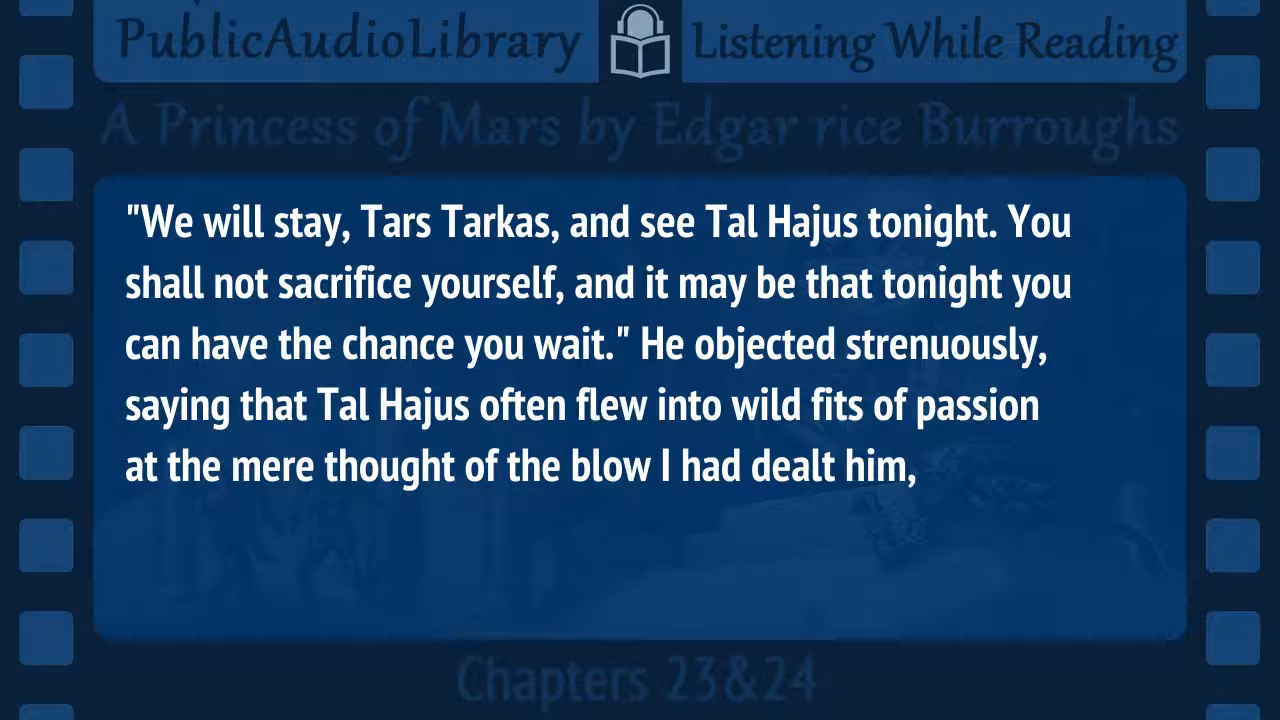 PublicAudioLibrary Listening While Reading
A Princess of Mars by Edgar rice Burroughs
"We will stay, Tars Tarkas, and see Tal Hajus tonight. You
shall not sacrifice yourself, and it may be that tonight you
can have the chance you wait." He objected strenuously,
saying that Tal Hajus often flew into wild fits of passion
at the mere thought of the blow I had dealt him,
Chapters 23&24